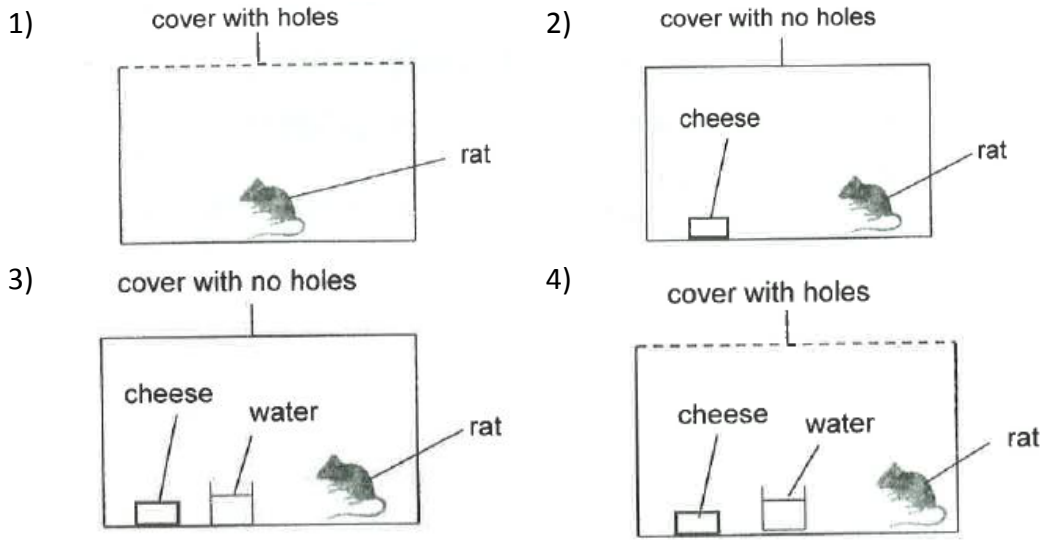 1)
cover with holes
rat
2)
cover with no holes
cheese
rat
3)
cover with no holes
cheese
water
rat
4)
cover with holes
cheese
water
rat